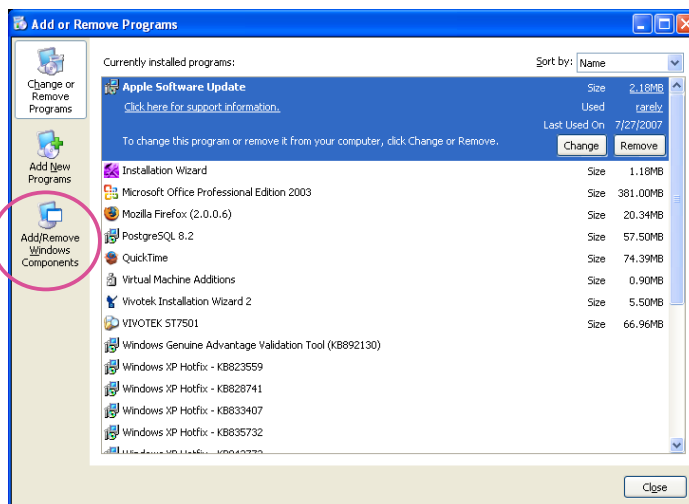 Add or Remove Programs
Change or
Remove
Programs
Add New
Programs
Add/Remove
Windows
Components
Currently installed programs:
Sort by: Name
Apple Software Update Size 2.18MB
Click here for support information. Used rarely
Last Used On 7/27/2007
To change this program or remove it from your computer, click Change or Remove. Change Remove
Installation Wizard Size 1.18MB
Microsoft Office Professional Edition 2003 Size 381.00MB
Mozilla Firefox (2.0.0.6) Size 20.34MB
PostgreSQL 8.2 Size 57.50MB
QuickTime Size 74.39MB
Virtual Machine Additions Size 0.90MB
Vivotek Installation Wizard 2 Size 5.50MB
VIVOTEK ST7501 Size 66.96MB
Windows Genuine Advantage Validation Tool (KB892130)
Windows XP Hotfix - KB823559
Windows XP Hotfix - KB828741
Windows XP Hotfix - KB833407
Windows XP Hotfix - KB835732
Windows XP Hotfix
Close